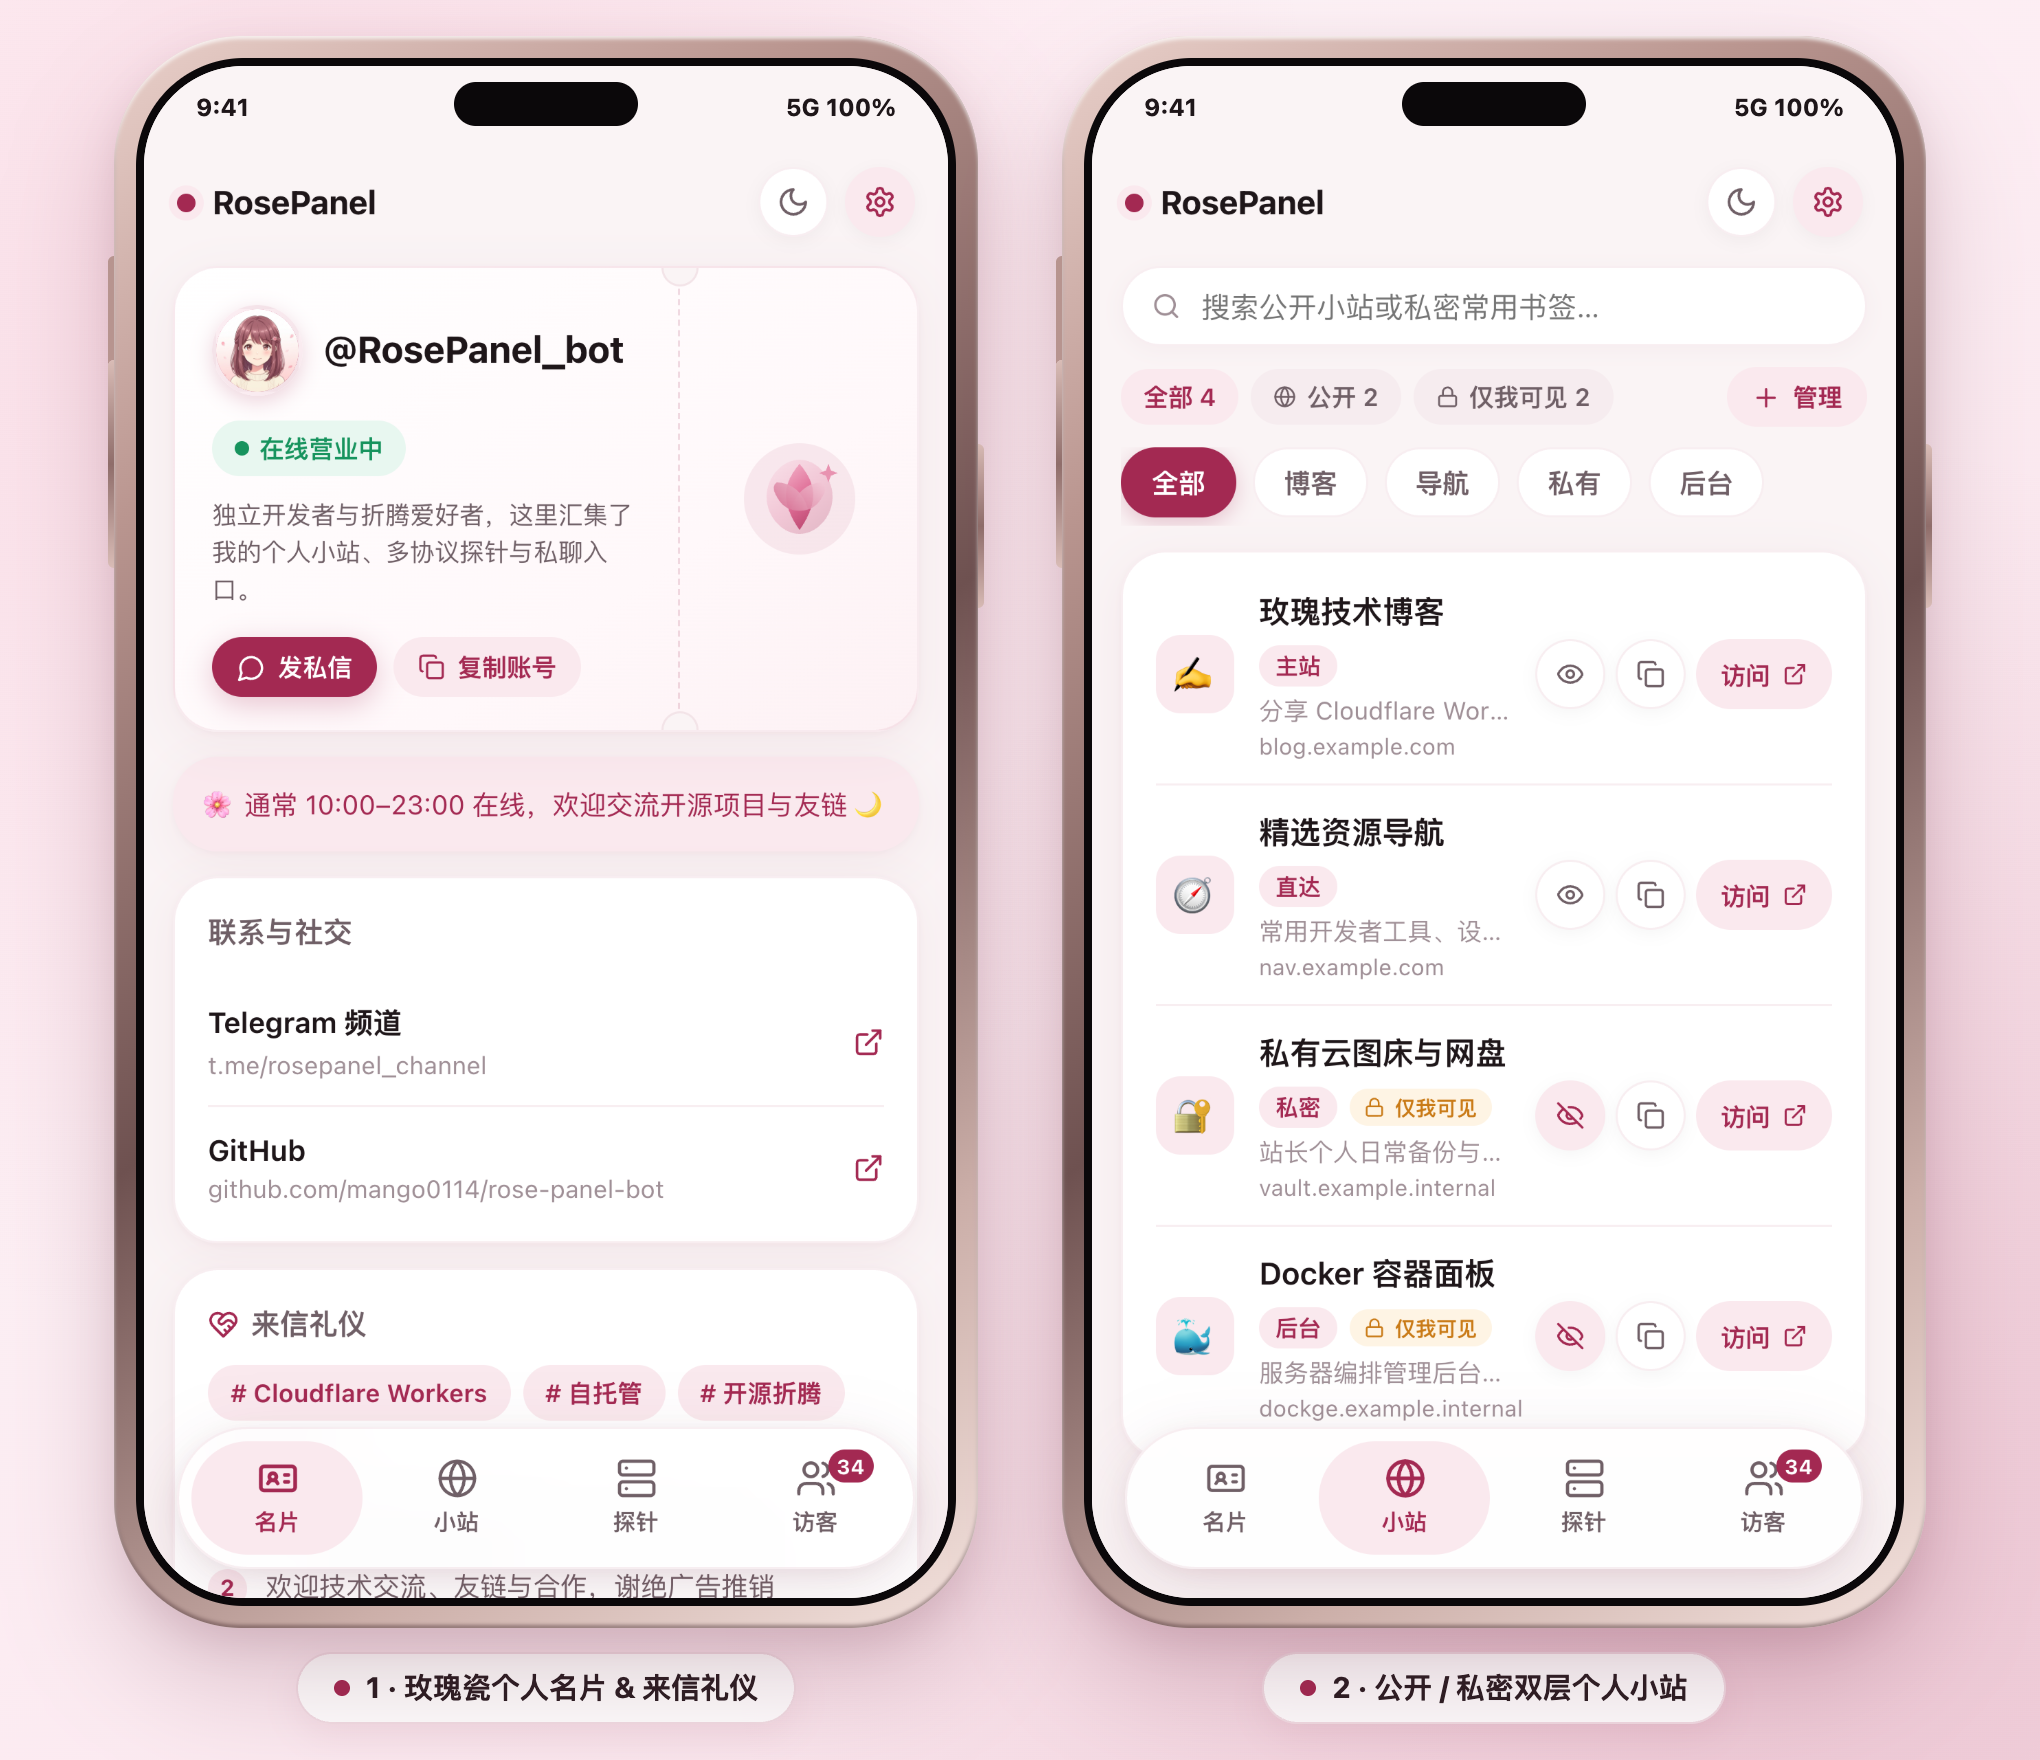 9:41
5G 100%
RosePanel
@RosePanel_bot
在线营业中
独立开发者与折腾爱好者，这里汇集了
我的个人小站、多协议探针与私聊入
口。
发私信
复制账号
🌸 通常 10:00–23:00 在线，欢迎交流开源项目与友链 🌙
联系与社交
Telegram 频道
t.me/rosepanel_channel
GitHub
github.com/mango0114/rose-panel-bot
来信礼仪
# Cloudflare Workers
# 自托管
# 开源折腾
名片
小站
探针
34
访客
2 欢迎技术交流、友链与合作，谢绝广告推销
1 · 玫瑰瓷个人名片 & 来信礼仪
9:41
5G 100%
RosePanel
搜索公开小站或私密常用书签...
全部 4
公开 2
仅我可见 2
管理
全部
博客
导航
私有
后台
玫瑰技术博客
主站
分享 Cloudflare Wor...
blog.example.com
访问
精选资源导航
直达
常用开发者工具、设...
nav.example.com
访问
私有云图床与网盘
私密
仅我可见
站长个人日常备份与...
vault.example.internal
访问
Docker 容器面板
后台
仅我可见
服务器编排管理后台...
dockge.example.internal
访问
名片
小站
探针
34
访客
2 · 公开 / 私密双层个人小站